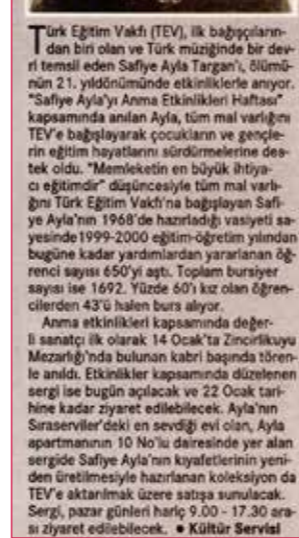 Türk Eğitim Vakfı (TEV), ilk bağışçıların-
dan biri olan ve Türk müziğinde bir dev-
ri temsil eden Safiye Ayla Targan'ı, ölümü-
nün 21. yıldönümünde etkinliklerle anıyor.
"Safiye Ayla'yı Anma Etkinlikleri Haftası"
kapsamında anılan Ayla, tüm mal varlığını
TEV'e bağışlayarak çocukların ve gençle-
rin eğitim hayatlarını sürdürmelerine des-
tek oldu. "Memleketin en büyük ihtiya-
cı eğitimdir" düşüncesiyle tüm mal varlı-
ğını Türk Eğitim Vakfı'na bağışlayan Safi-
ye Ayla'nın 1968'de hazırladığı vasiyeti sa-
yesinde 1999-2000 eğitim-öğretim yılından
bugüne kadar yardımlardan yararlanan öğ-
renci sayısı 650'yi aştı. Toplam bursiyer
sayısı ise 1692. Yüzde 60'ı kız olan öğren-
cilerden 43'ü halen burs alıyor.
Anma etkinlikleri kapsamında değer-
li sanatçı ilk olarak 14 Ocak'ta Zincirlikuyu
Mezarlığı'nda bulunan kabri başında tören-
le anıldı. Etkinlikler kapsamında düzelenen
sergi ise bugün açılacak ve 22 Ocak tari-
hine kadar ziyaret edilebilecek. Ayla'nın
Sıraserviler'deki en sevdiği evi olan, Ayla
apartmanının 10 No'lu dairesinde yer alan
sergide Safiye Ayla'nın kıyafetlerinin yeni-
den üretilmesiyle hazırlanan koleksiyon da
TEV'e aktarılmak üzere satışa sunulacak.
Sergi, pazar günleri hariç 9.00 - 17.30 ara-
sı ziyaret edilebilecek. • Kültür Servisi